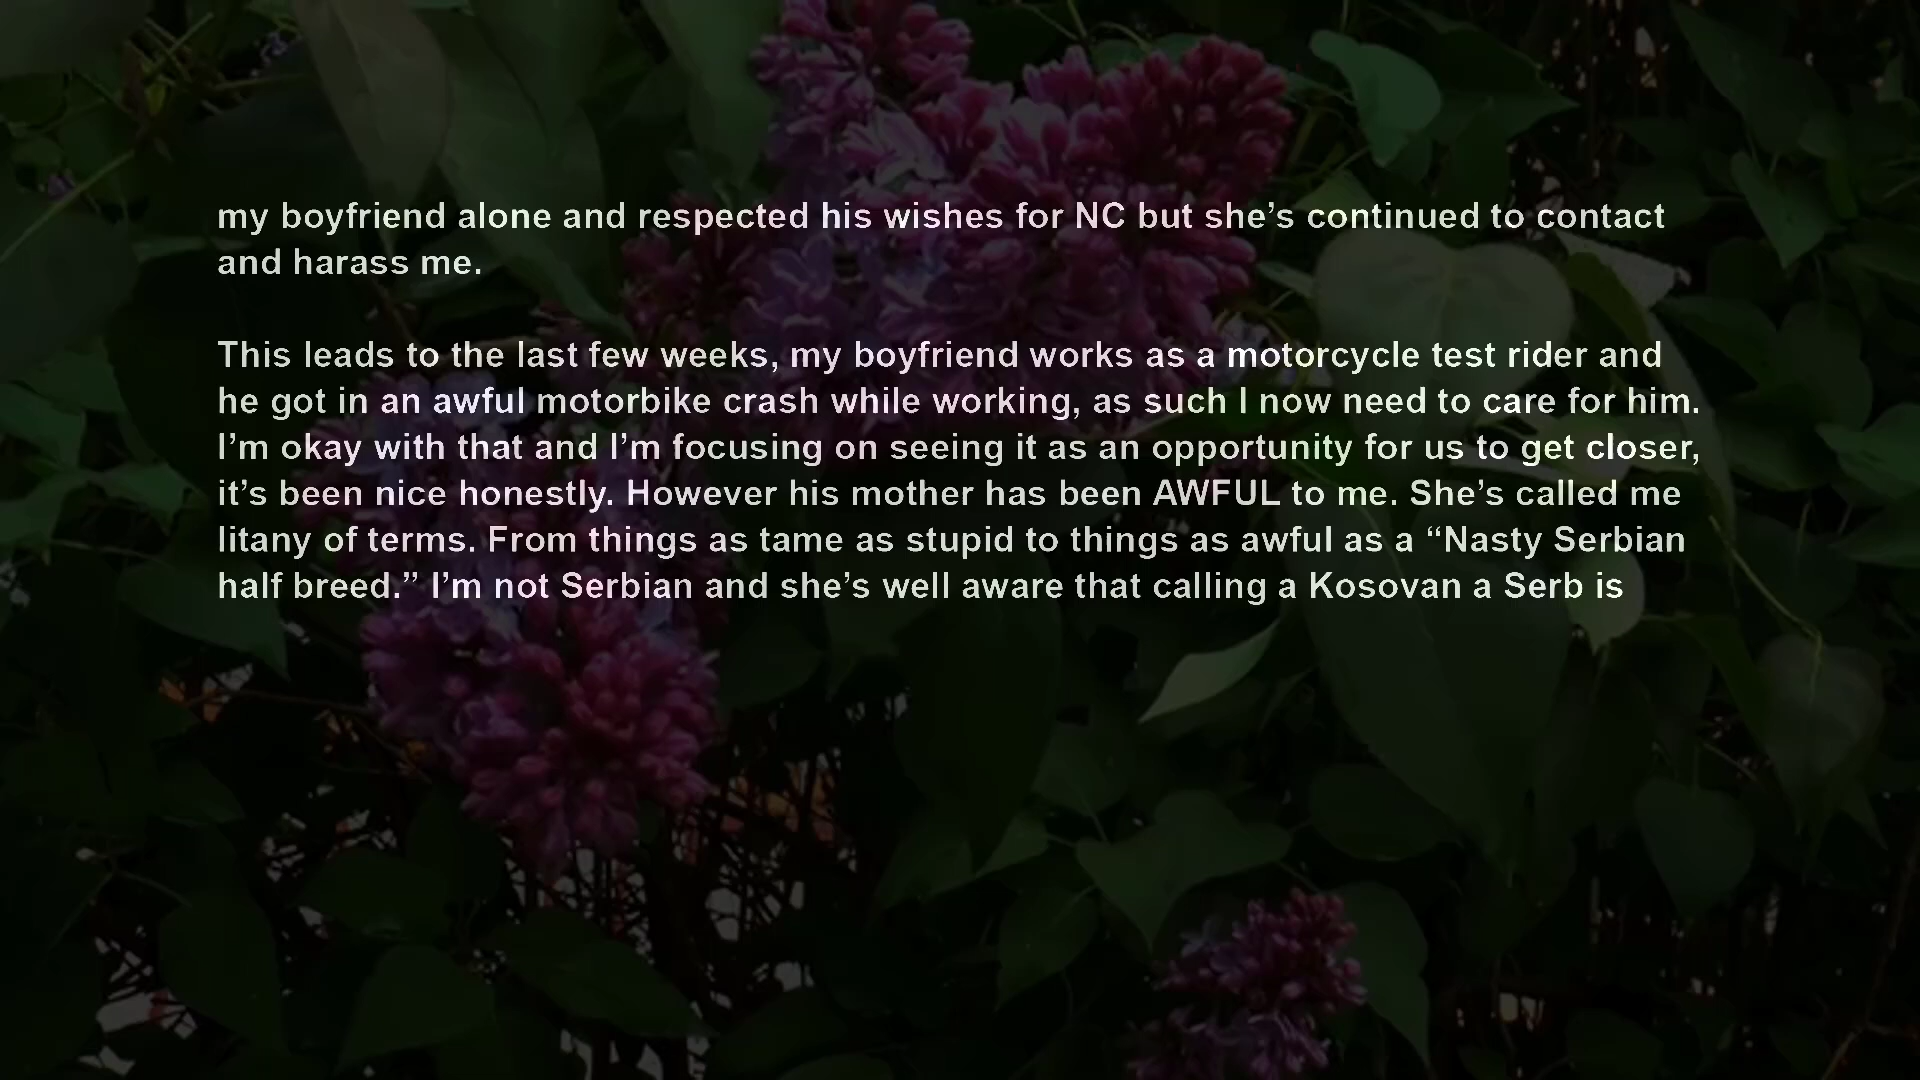 my boyfriend alone and respected his wishes for NC but she’s continued to contact
and harass me.
This leads to the last few weeks, my boyfriend works as a motorcycle test rider and
he got in an awful motorbike crash while working, as such I now need to care for him.
I’m okay with that and I’m focusing on seeing it as an opportunity for us to get closer,
it’s been nice honestly. However his mother has been AWFUL to me. She’s called me
litany of terms. From things as tame as stupid to things as awful as a “Nasty Serbian
half breed.” I’m not Serbian and she’s well aware that calling a Kosovan a Serb is